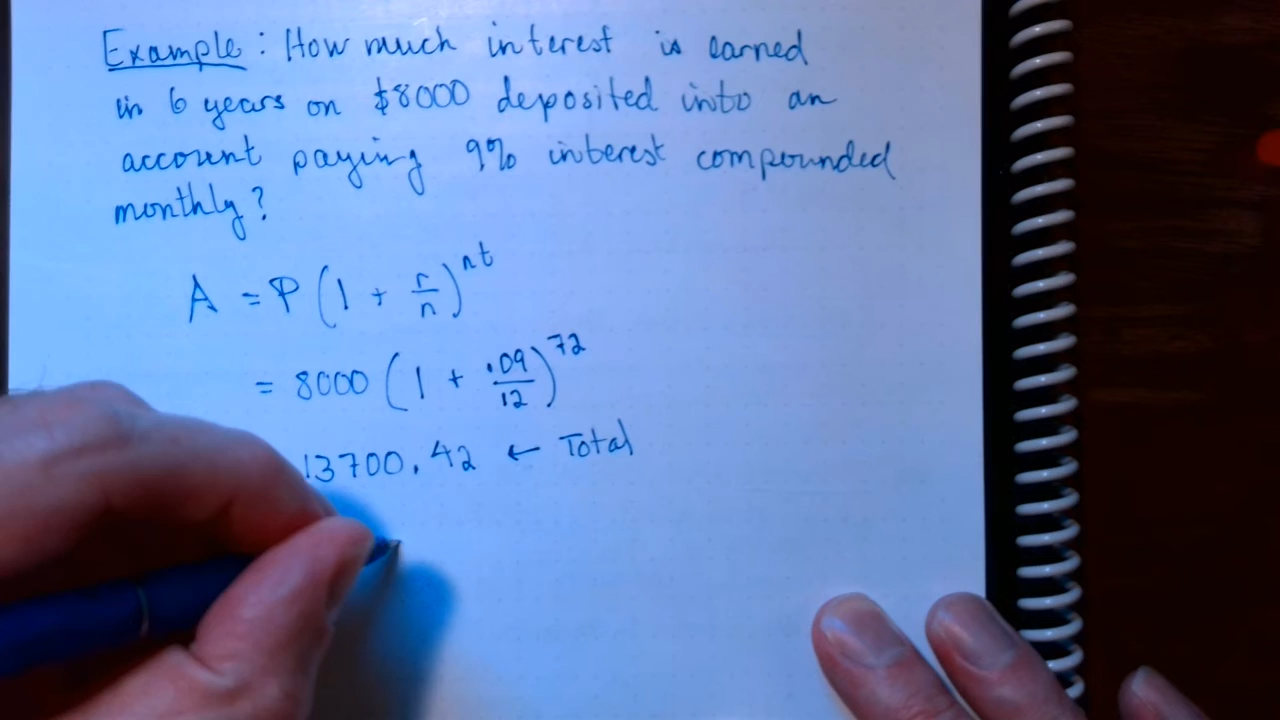 Example: How much interest is earned
in 6 years on $8000 deposited into an
account paying 9% interest compounded
monthly?
A = P(1 + r/n)^nt
= 8000(1 + .09/12)^72
13700.42 ← Total